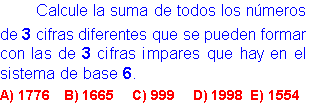 Calcule la suma de todos los números
de 3 cifras diferentes que se pueden formar
con las de 3 cifras impares que hay en el
sistema de base 6.
A) 1776 B) 1665 C) 999 D) 1998 E) 1554